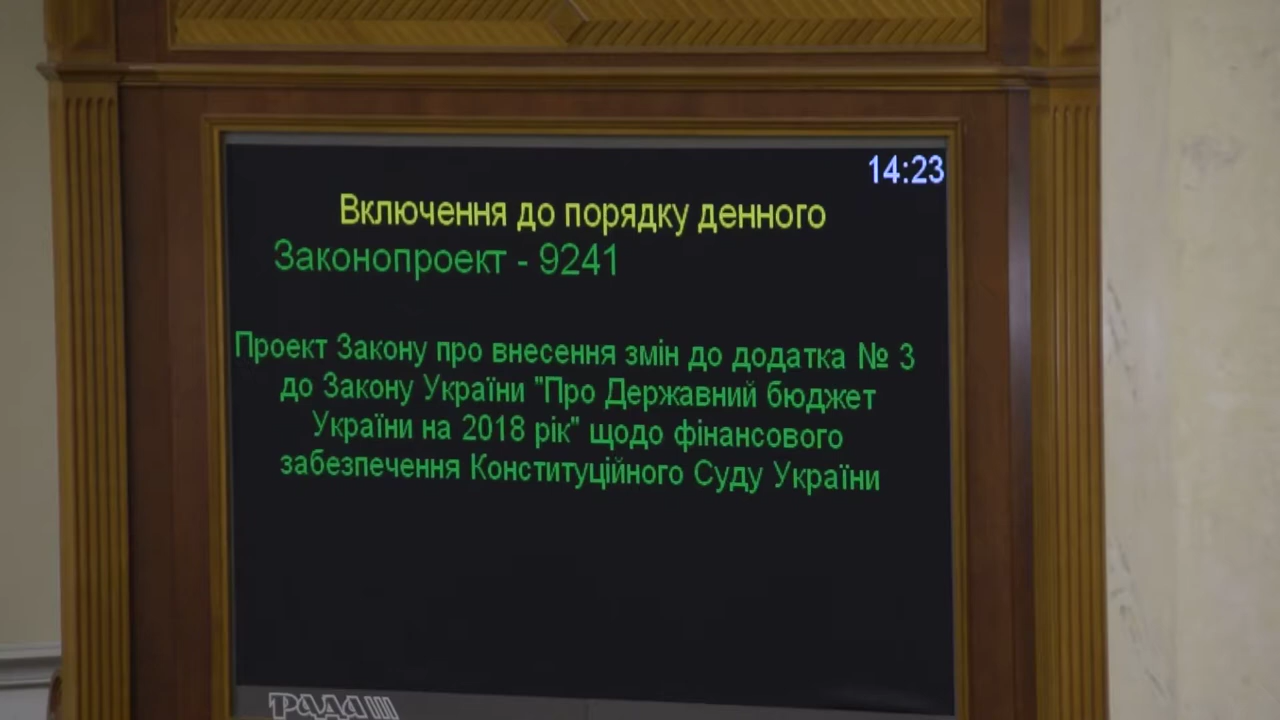 14:23
Включення до порядку денного
Законопроект - 9241
Проект Закону про внесення змін до додатка № 3
до Закону України "Про Державний бюджет
України на 2018 рік" щодо фінансового
забезпечення Конституційного Суду України
РАДА III